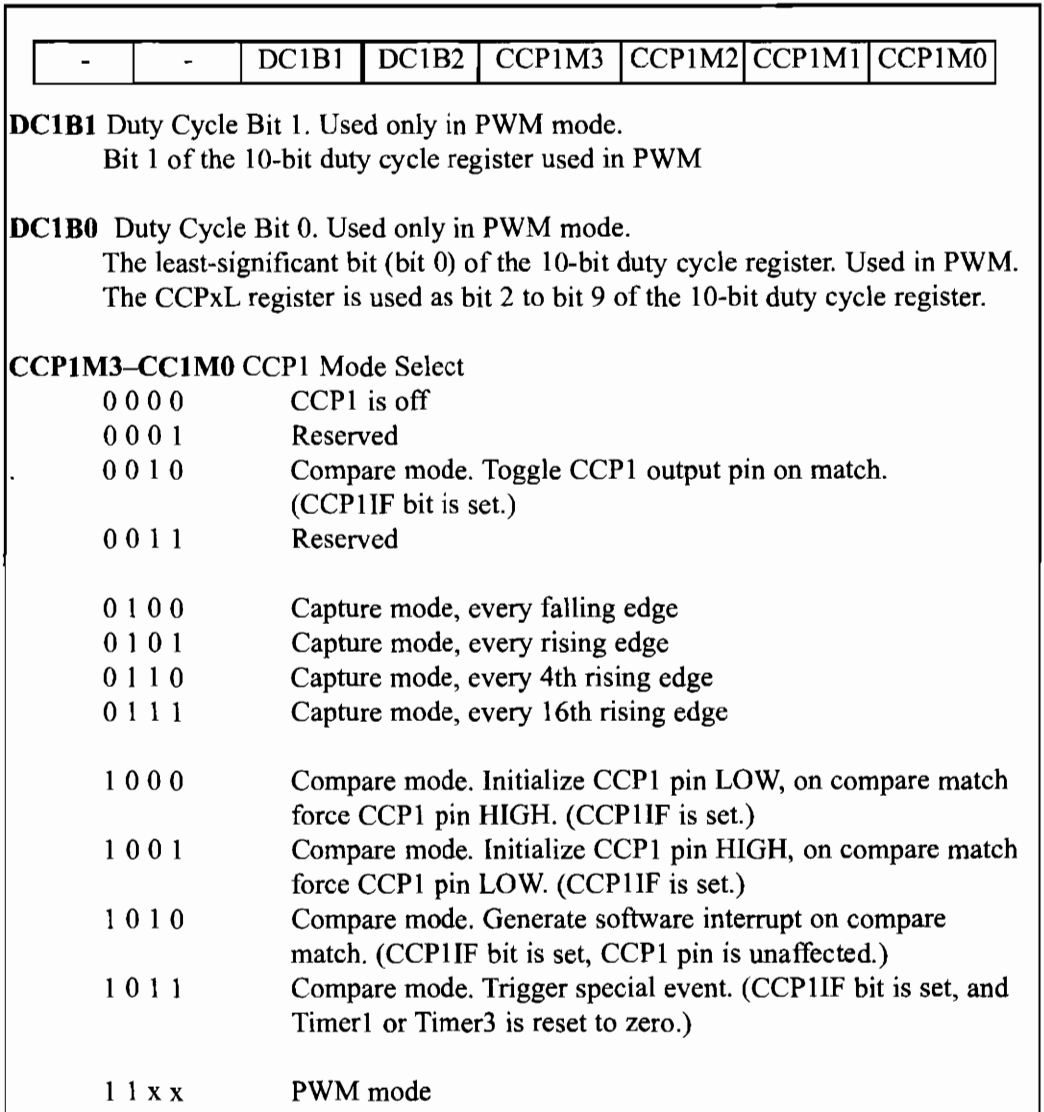 - - DC1B1 DC1B2 CCP1M3 CCP1M2 CCP1M1 CCP1M0
DC1B1 Duty Cycle Bit 1. Used only in PWM mode.
Bit 1 of the 10-bit duty cycle register used in PWM
DC1B0 Duty Cycle Bit 0. Used only in PWM mode.
The least-significant bit (bit 0) of the 10-bit duty cycle register. Used in PWM.
The CCPxL register is used as bit 2 to bit 9 of the 10-bit duty cycle register.
CCP1M3–CC1M0 CCP1 Mode Select
0 0 0 0 CCP1 is off
0 0 0 1 Reserved
0 0 1 0 Compare mode. Toggle CCP1 output pin on match.
(CCP1IF bit is set.)
0 0 1 1 Reserved
0 1 0 0 Capture mode, every falling edge
0 1 0 1 Capture mode, every rising edge
0 1 1 0 Capture mode, every 4th rising edge
0 1 1 1 Capture mode, every 16th rising edge
1 0 0 0 Compare mode. Initialize CCP1 pin LOW, on compare match
force CCP1 pin HIGH. (CCP1IF is set.)
1 0 0 1 Compare mode. Initialize CCP1 pin HIGH, on compare match
force CCP1 pin LOW. (CCP1IF is set.)
1 0 1 0 Compare mode. Generate software interrupt on compare
match. (CCP1IF bit is set, CCP1 pin is unaffected.)
1 0 1 1 Compare mode. Trigger special event. (CCP1IF bit is set, and
Timer1 or Timer3 is reset to zero.)
1 1 x x PWM mode